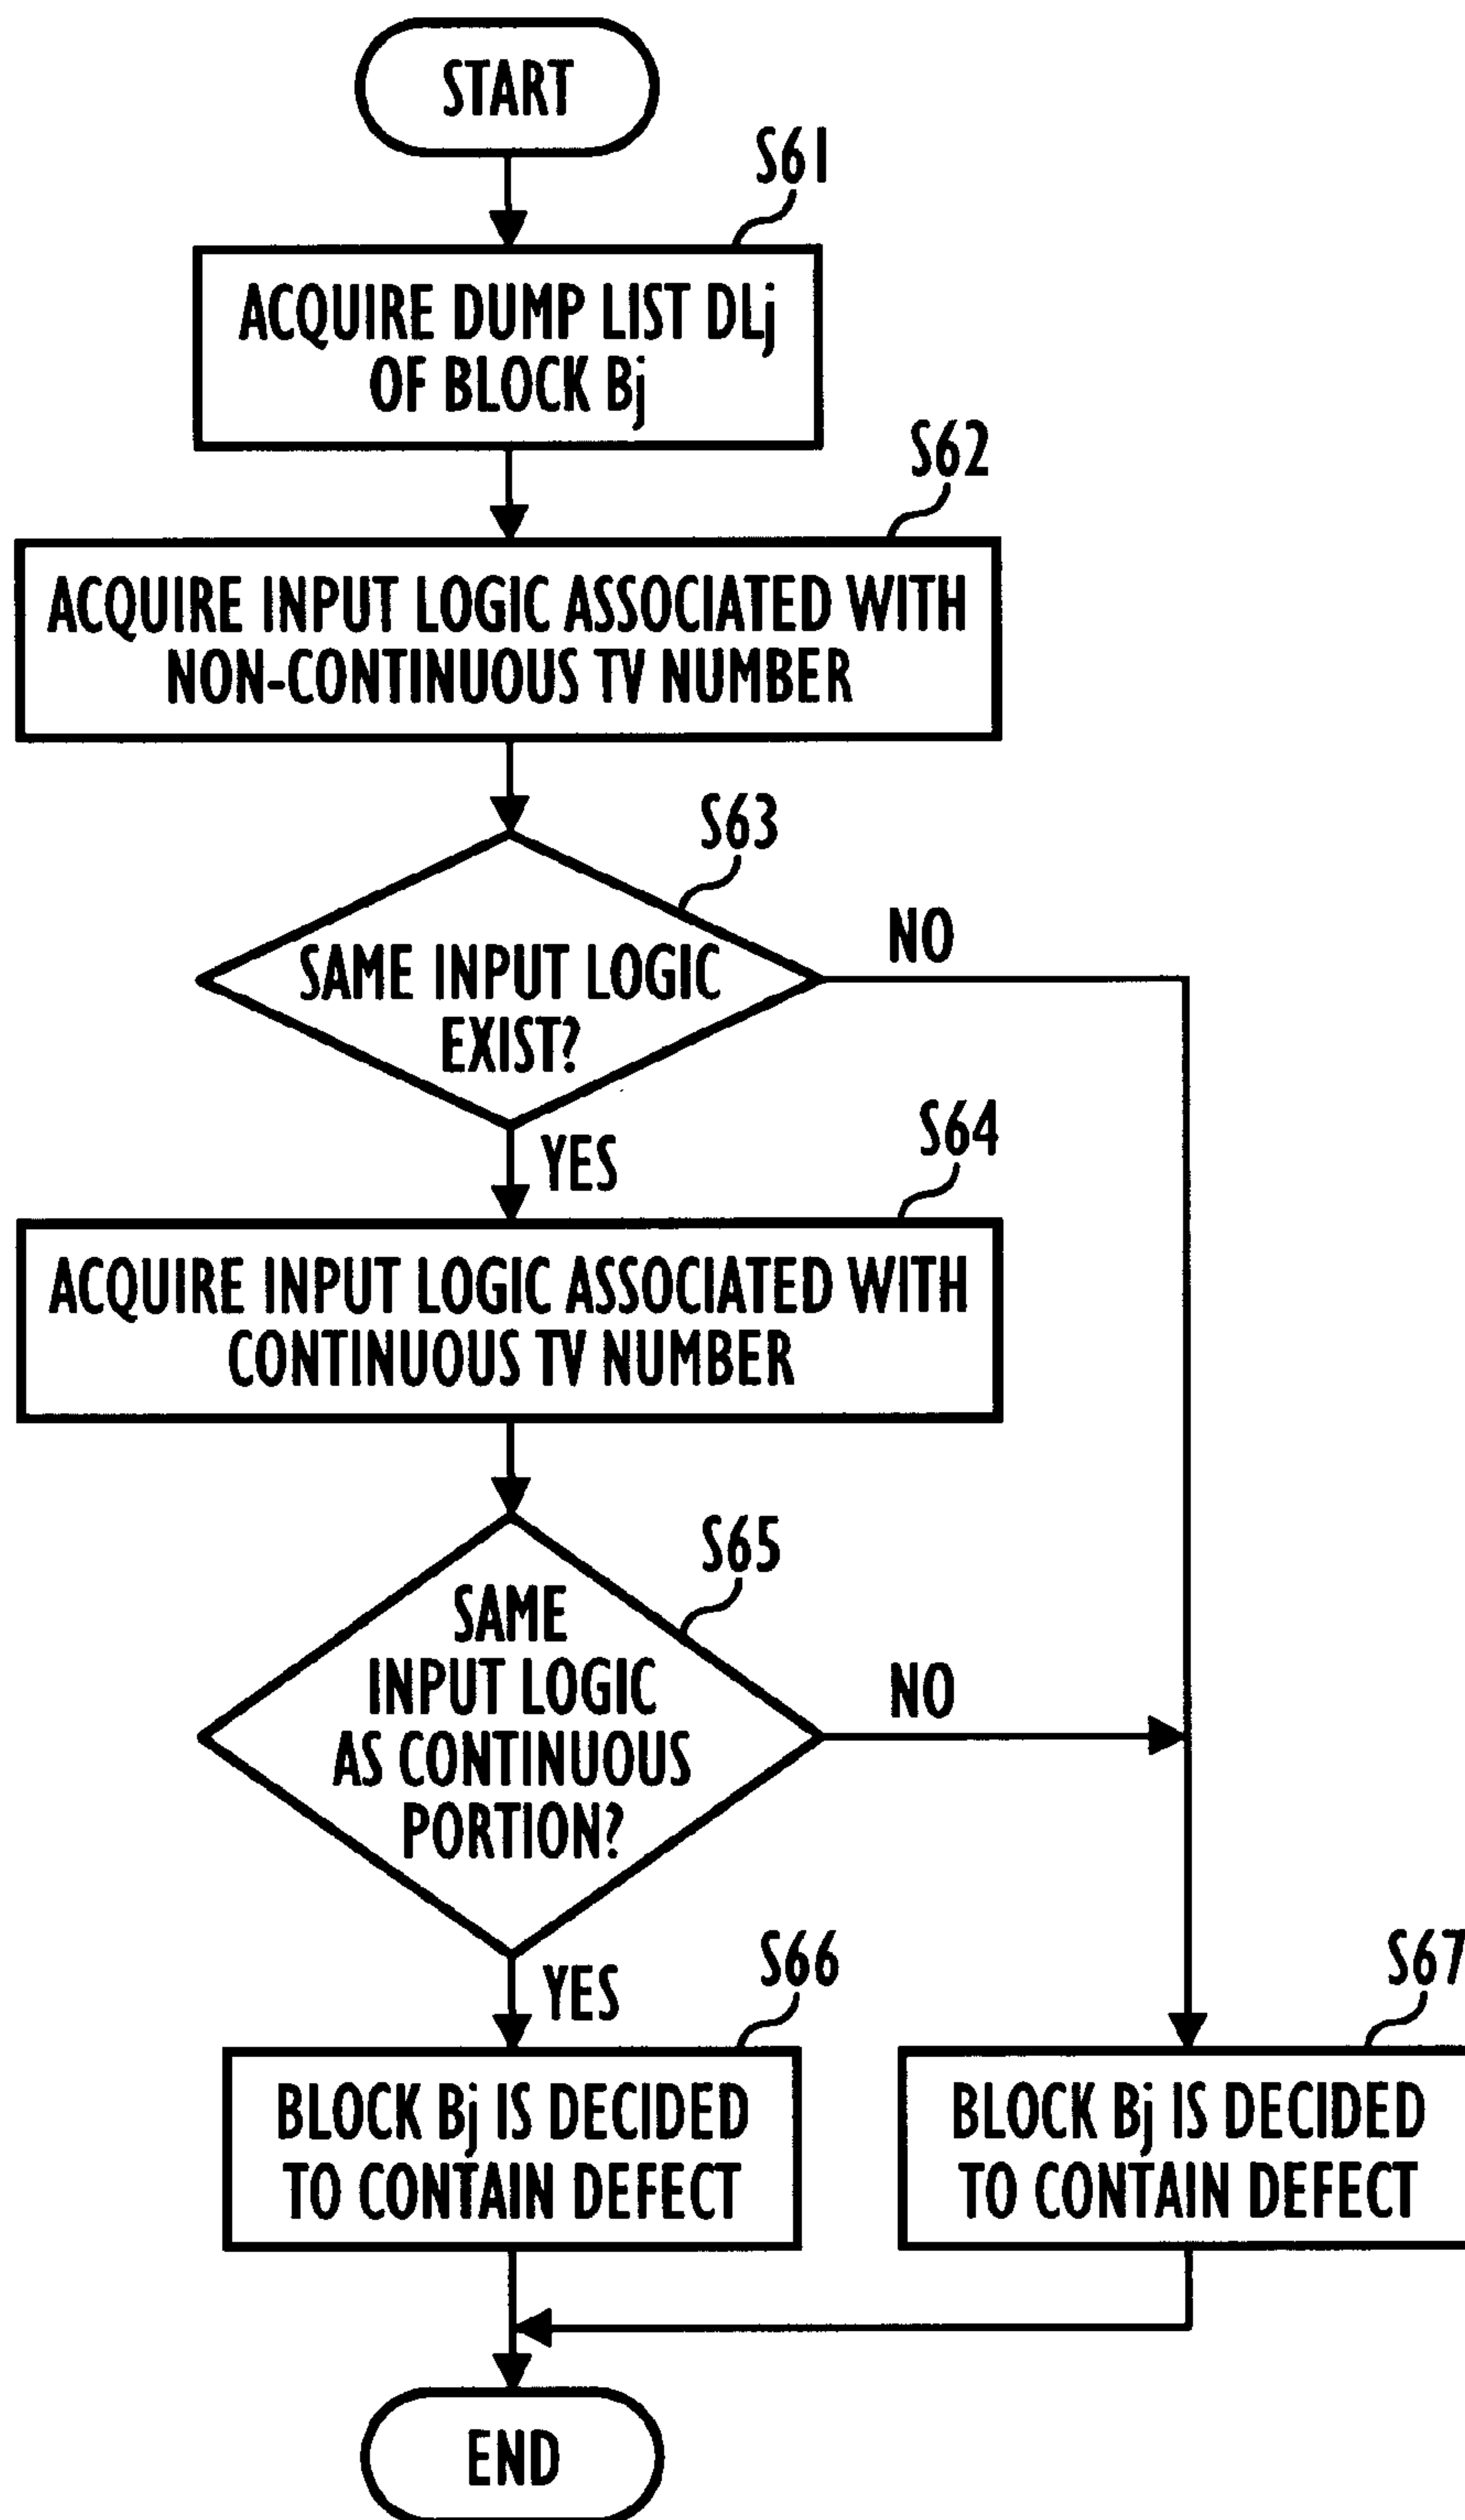 START
S61
ACQUIRE DUMP LIST DLj
OF BLOCK Bj
S62
ACQUIRE INPUT LOGIC ASSOCIATED WITH
NON-CONTINUOUS TV NUMBER
S63
SAME INPUT LOGIC
EXIST?
NO
YES
S64
ACQUIRE INPUT LOGIC ASSOCIATED WITH
CONTINUOUS TV NUMBER
S65
SAME
INPUT LOGIC
AS CONTINUOUS
PORTION?
NO
YES
S66
BLOCK Bj IS DECIDED
TO CONTAIN DEFECT
S67
BLOCK Bj IS DECIDED
TO CONTAIN DEFECT
END